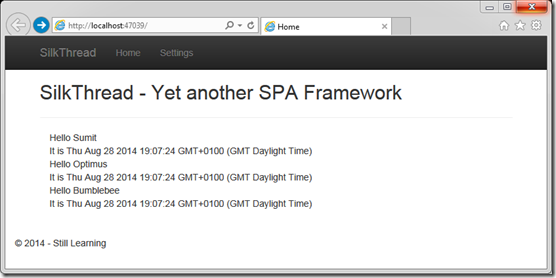 http://localhost:47039/
Home
SilkThread
Home
Settings
SilkThread - Yet another SPA Framework
Hello Sumit
It is Thu Aug 28 2014 19:07:24 GMT+0100 (GMT Daylight Time)
Hello Optimus
It is Thu Aug 28 2014 19:07:24 GMT+0100 (GMT Daylight Time)
Hello Bumblebee
It is Thu Aug 28 2014 19:07:24 GMT+0100 (GMT Daylight Time)
© 2014 - Still Learning